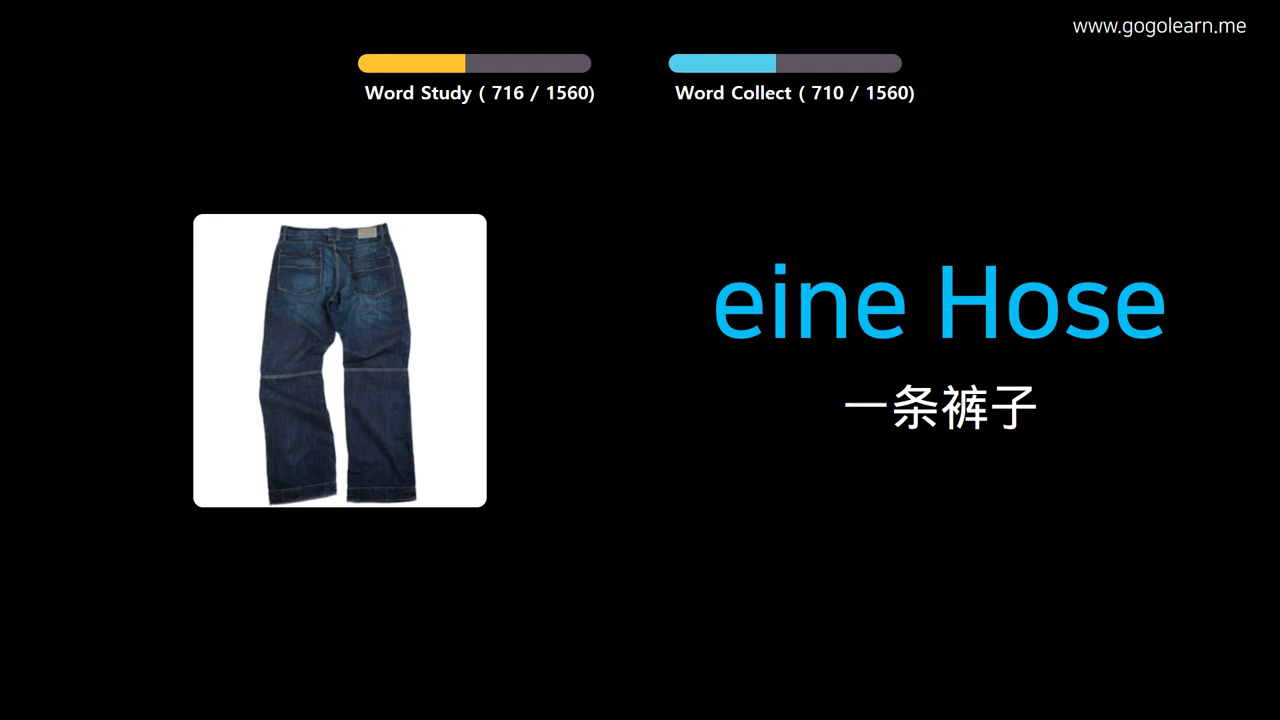 www.gogolearn.me
Word Study ( 716 / 1560)
Word Collect ( 710 / 1560)
eine Hose
一条裤子